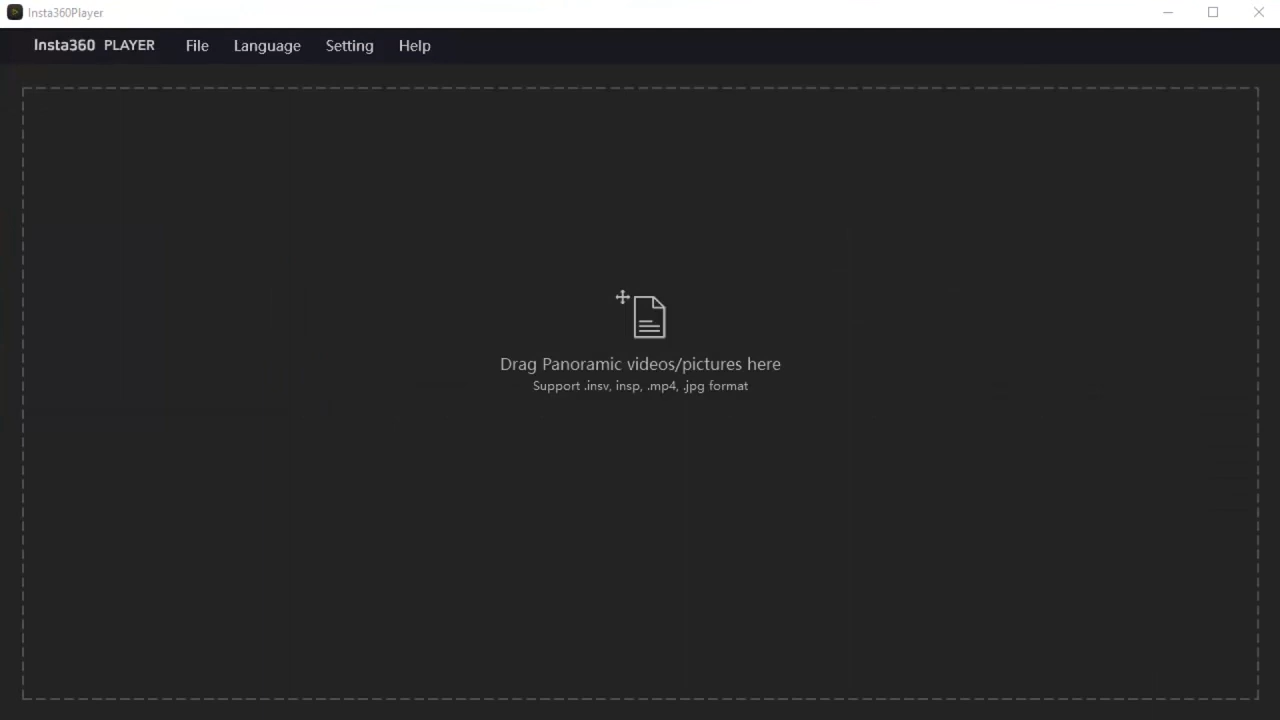 Insta360Player
Insta360 PLAYER File Language Setting Help
Drag Panoramic videos/pictures here
Support .insv, insp, .mp4, .jpg format